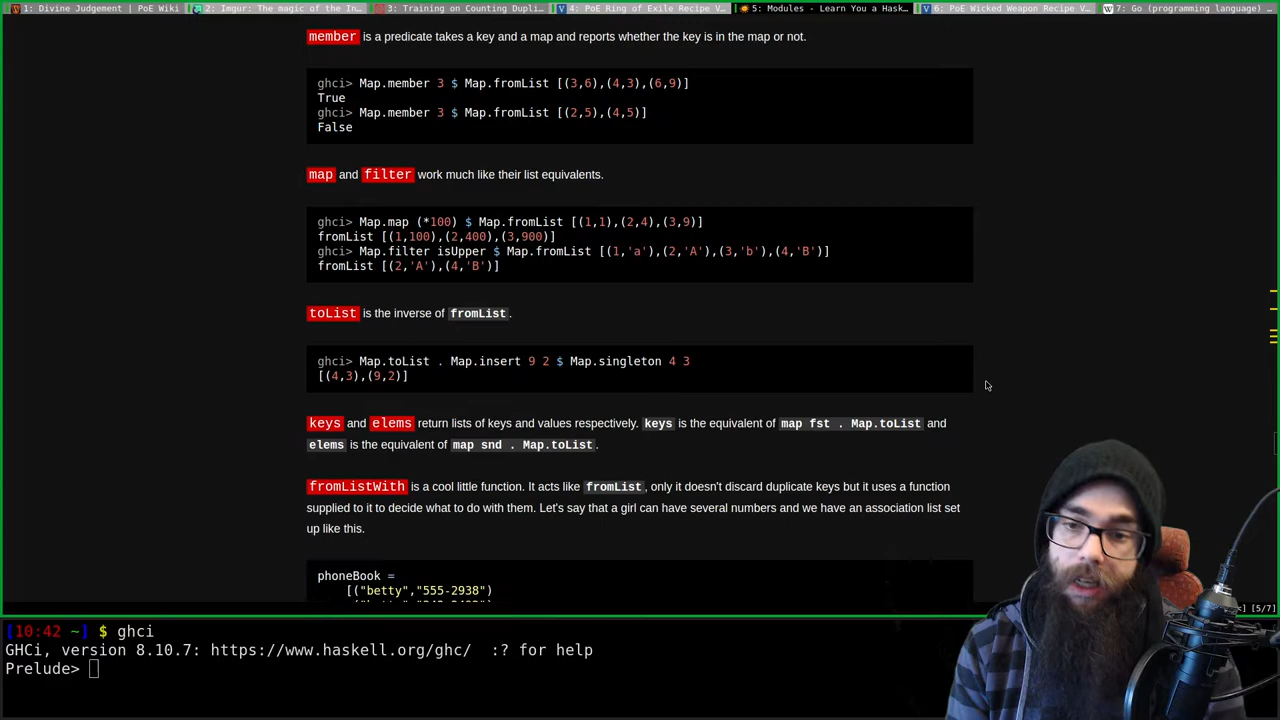 1: Divine Judgement | PoE Wiki
2: Imgur: The magic of the In...
3: Training on Counting Dupli...
4: PoE Ring of Exile Recipe V...
5: Modules - Learn You a Hask...
6: PoE Wicked Weapon Recipe V...
7: Go (programming language) ...
member is a predicate takes a key and a map and reports whether the key is in the map or not.
ghci> Map.member 3 $ Map.fromList [(3,6),(4,3),(6,9)]
True
ghci> Map.member 3 $ Map.fromList [(2,5),(4,5)]
False
map and filter work much like their list equivalents.
ghci> Map.map (*100) $ Map.fromList [(1,1),(2,4),(3,9)]
fromList [(1,100),(2,400),(3,900)]
ghci> Map.filter isUpper $ Map.fromList [(1,'a'),(2,'A'),(3,'b'),(4,'B')]
fromList [(2,'A'),(4,'B')]
toList is the inverse of fromList.
ghci> Map.toList . Map.insert 9 2 $ Map.singleton 4 3
[(4,3),(9,2)]
keys and elems return lists of keys and values respectively. keys is the equivalent of map fst . Map.toList and
elems is the equivalent of map snd . Map.toList.
fromListWith is a cool little function. It acts like fromList, only it doesn't discard duplicate keys but it uses a function
supplied to it to decide what to do with them. Let's say that a girl can have several numbers and we have an association list set
up like this.
phoneBook =
[("betty","555-2938")
[5/7]
[10:42 ~] $ ghci
GHCi, version 8.10.7: https://www.haskell.org/ghc/  :? for help
Prelude>